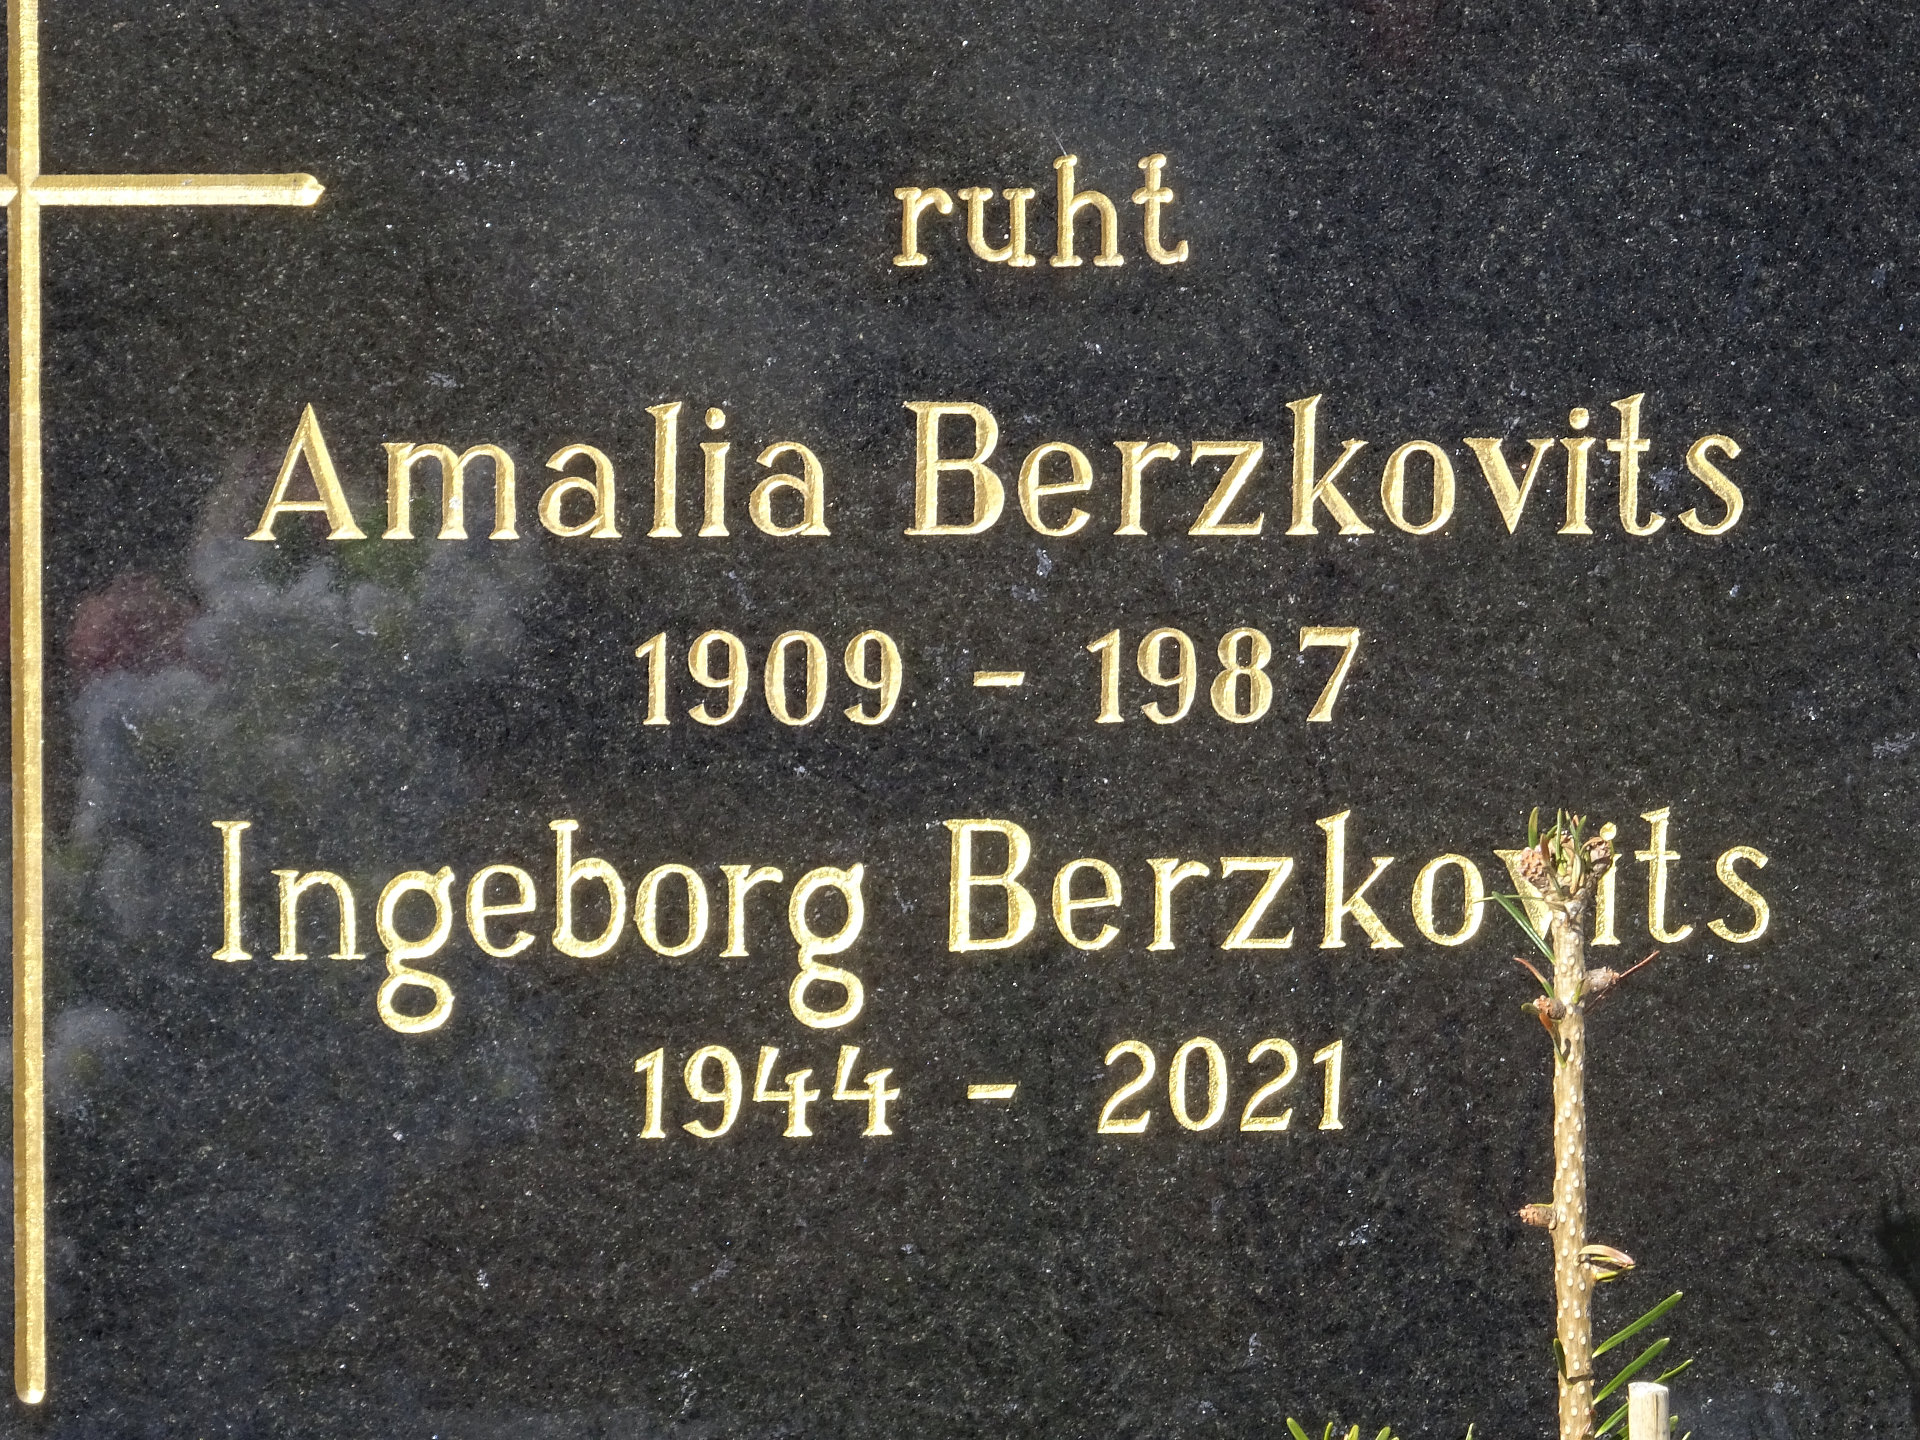 ruht
Amalia Berzkovits
1909 - 1987
Ingeborg Berzkovits
1944 - 2021